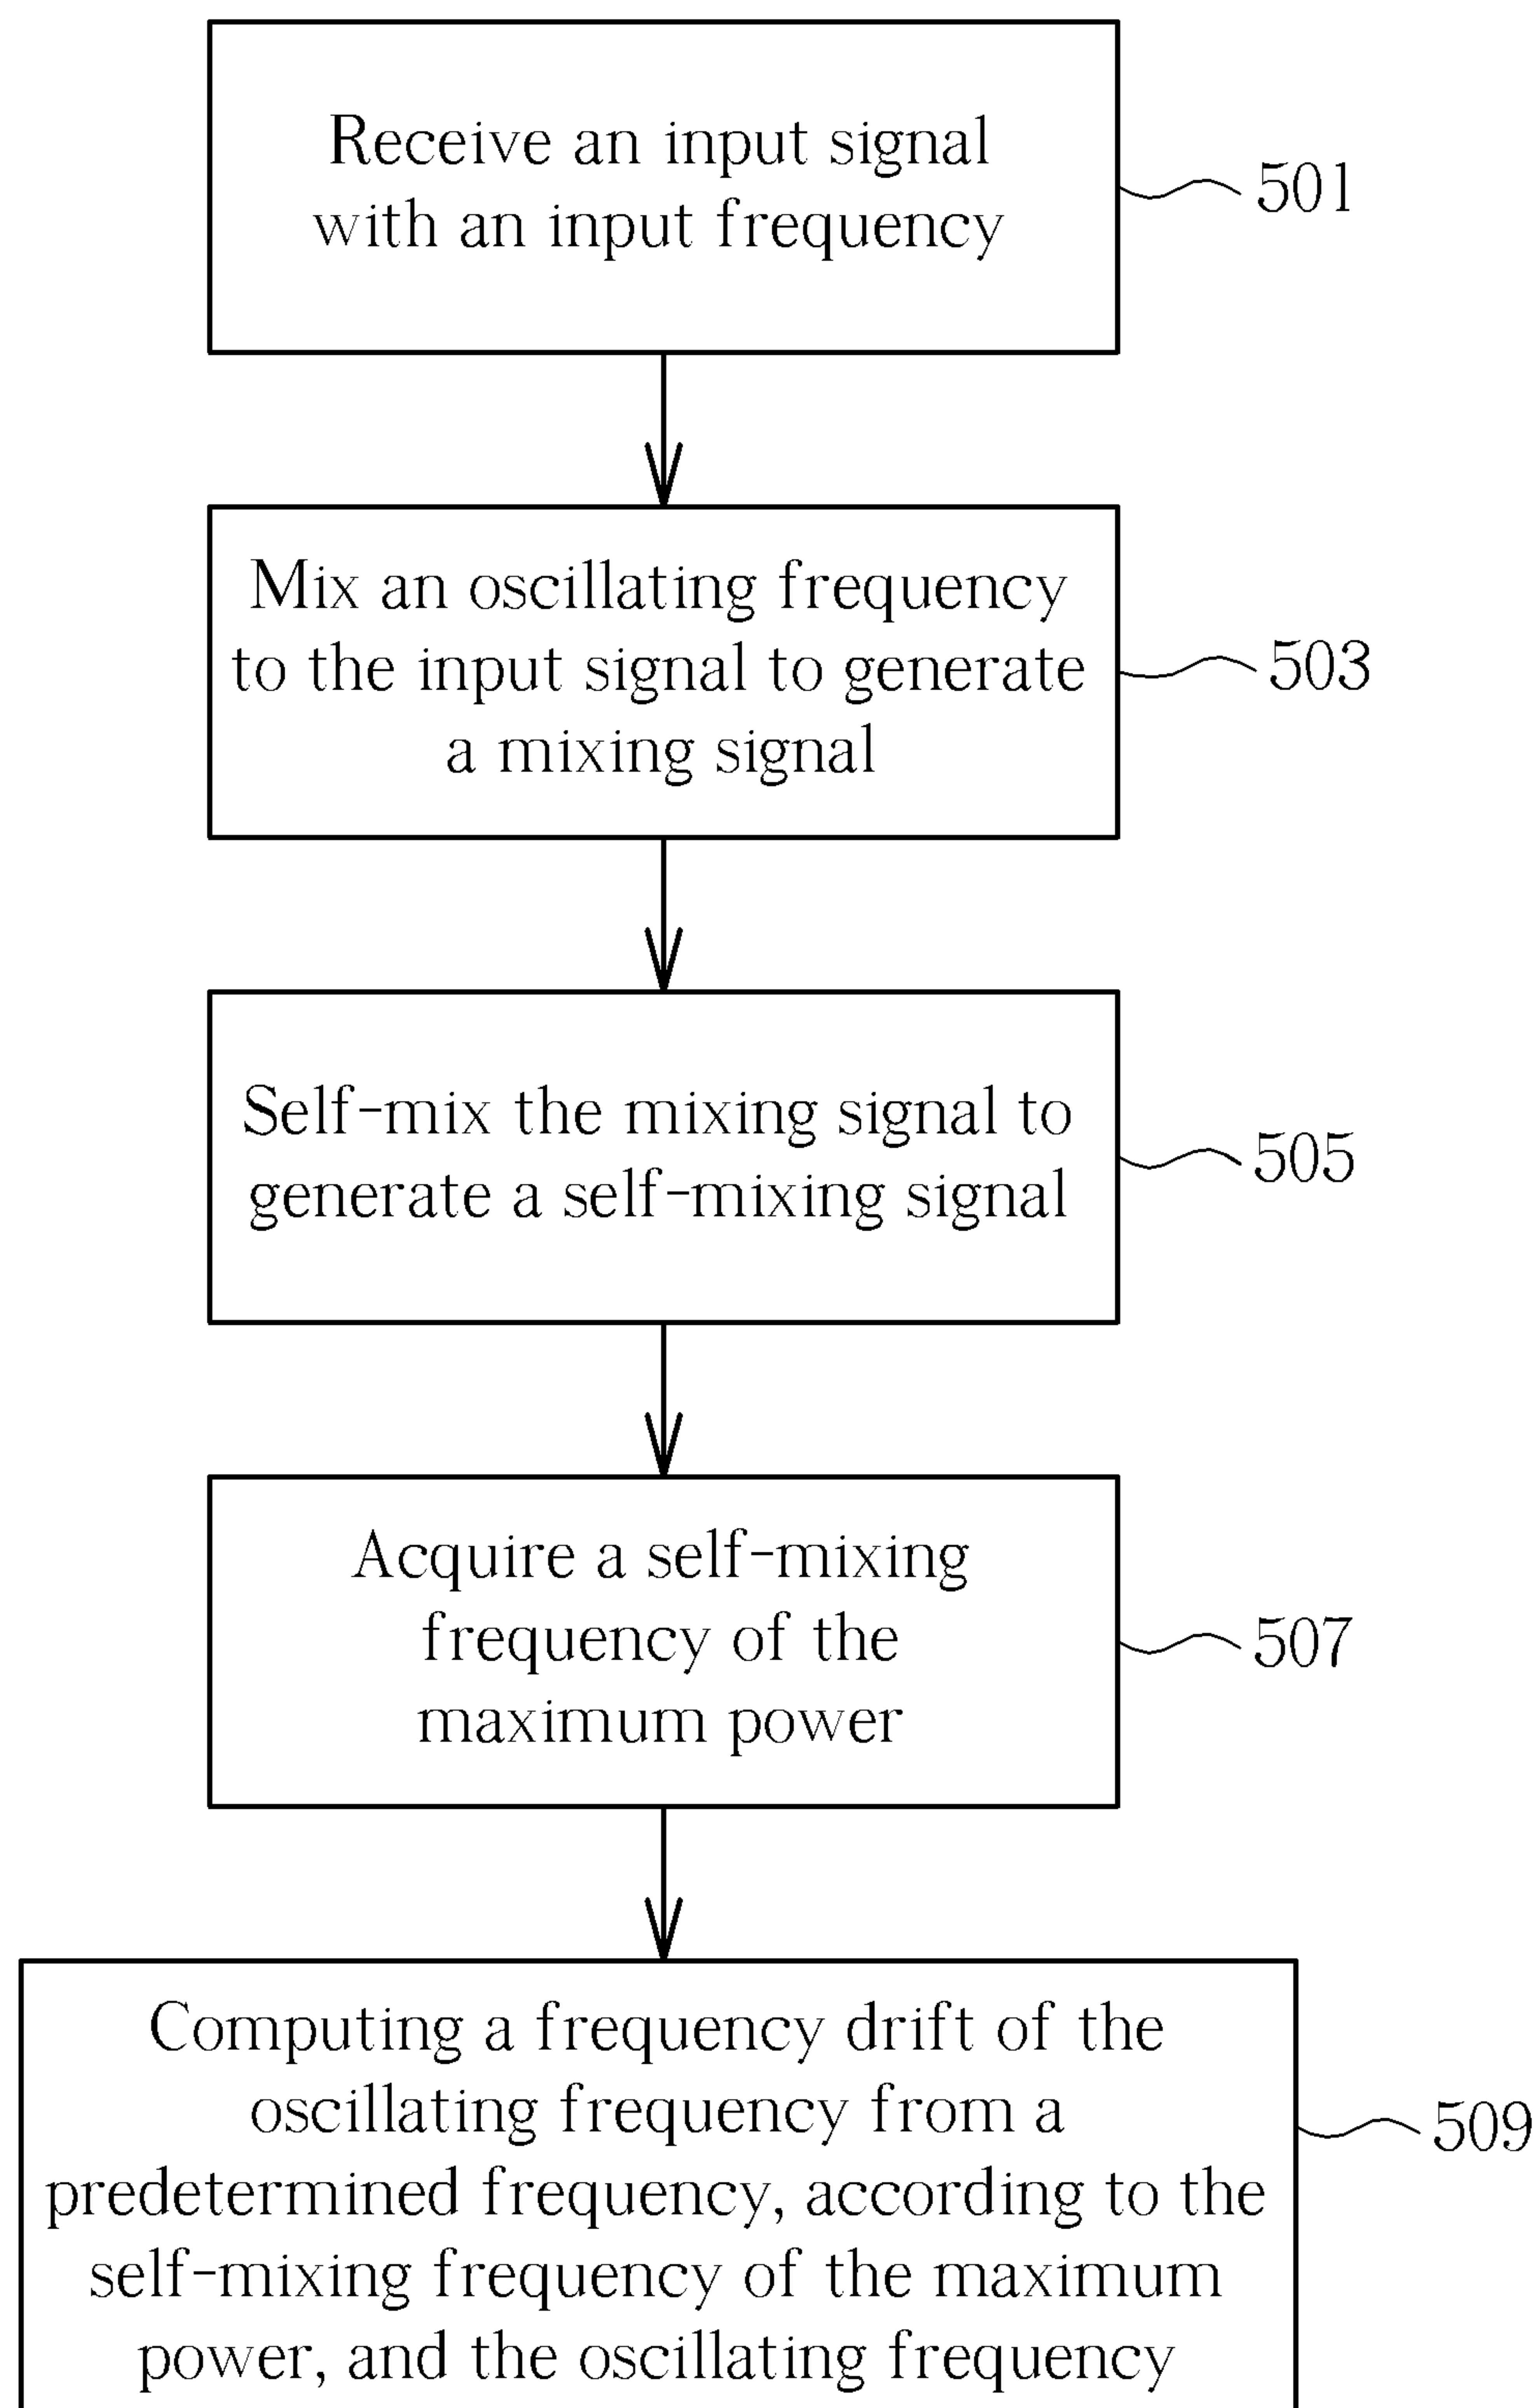 Receive an input signal
with an input frequency
501
Mix an oscillating frequency
to the input signal to generate
a mixing signal
503
Self-mix the mixing signal to
generate a self-mixing signal
505
Acquire a self-mixing
frequency of the
maximum power
507
Computing a frequency drift of the
oscillating frequency from a
predetermined frequency, according to the
self-mixing frequency of the maximum
power, and the oscillating frequency
509